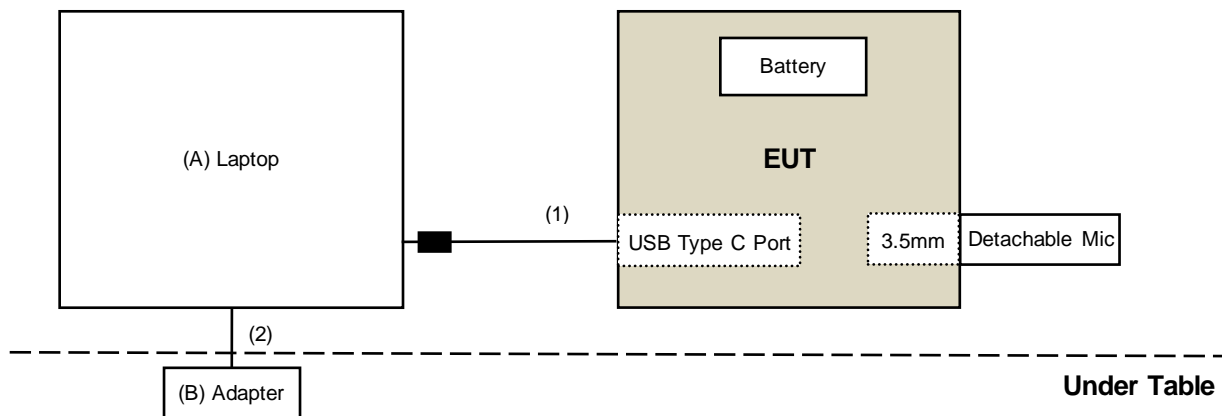 Battery
(A) Laptop
EUT
(1)
USB Type C Port
3.5mm
Detachable Mic
(2)
(B) Adapter
Under Table